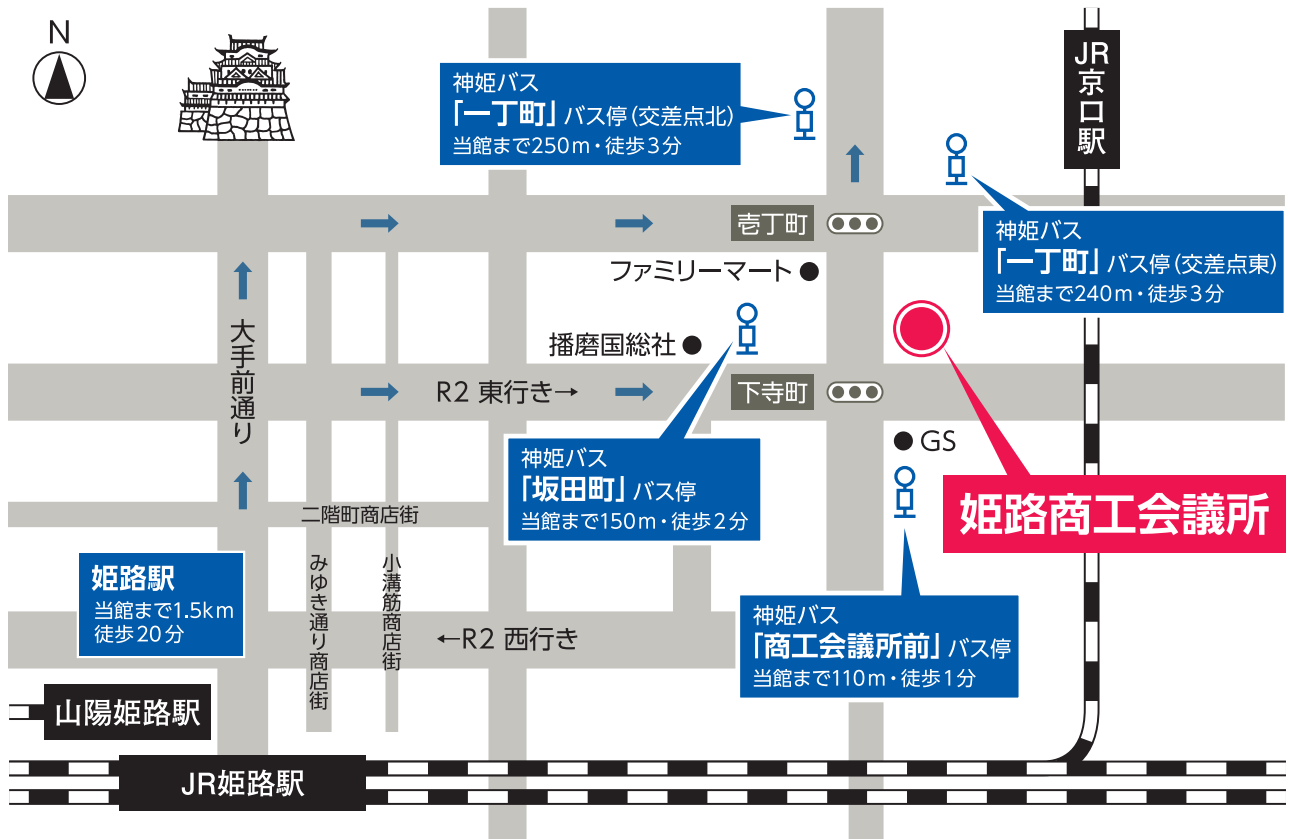 N
神姫バス
「一丁町」バス停(交差点北)
当館まで250m・徒歩3分
JR京口駅
壱丁町
神姫バス
「一丁町」バス停(交差点東)
当館まで240m・徒歩3分
ファミリーマート
大手前通り
播磨国総社
R2 東行き→
下寺町
GS
神姫バス
「坂田町」バス停
当館まで150m・徒歩2分
姫路商工会議所
二階町商店街
姫路駅
当館まで1.5km
徒歩20分
みゆき通り商店街
小溝筋商店街
←R2 西行き
神姫バス
「商工会議所前」バス停
当館まで110m・徒歩1分
山陽姫路駅
JR姫路駅